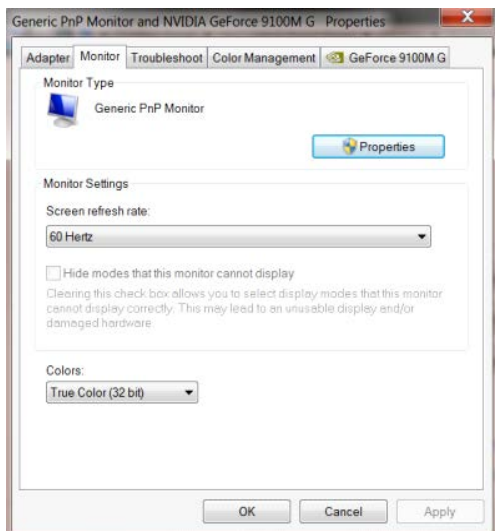 Generic PnP Monitor and NVIDIA GeForce 9100M G Properties
Adapter Monitor Troubleshoot Color Management GeForce 9100M G
Monitor Type
Generic PnP Monitor
Properties
Monitor Settings
Screen refresh rate:
60 Hertz
Hide modes that this monitor cannot display
Clearing this check box allows you to select display modes that this monitor
cannot display correctly. This may lead to an unusable display and/or
damaged hardware.
Colors:
True Color (32 bit)
OK Cancel Apply